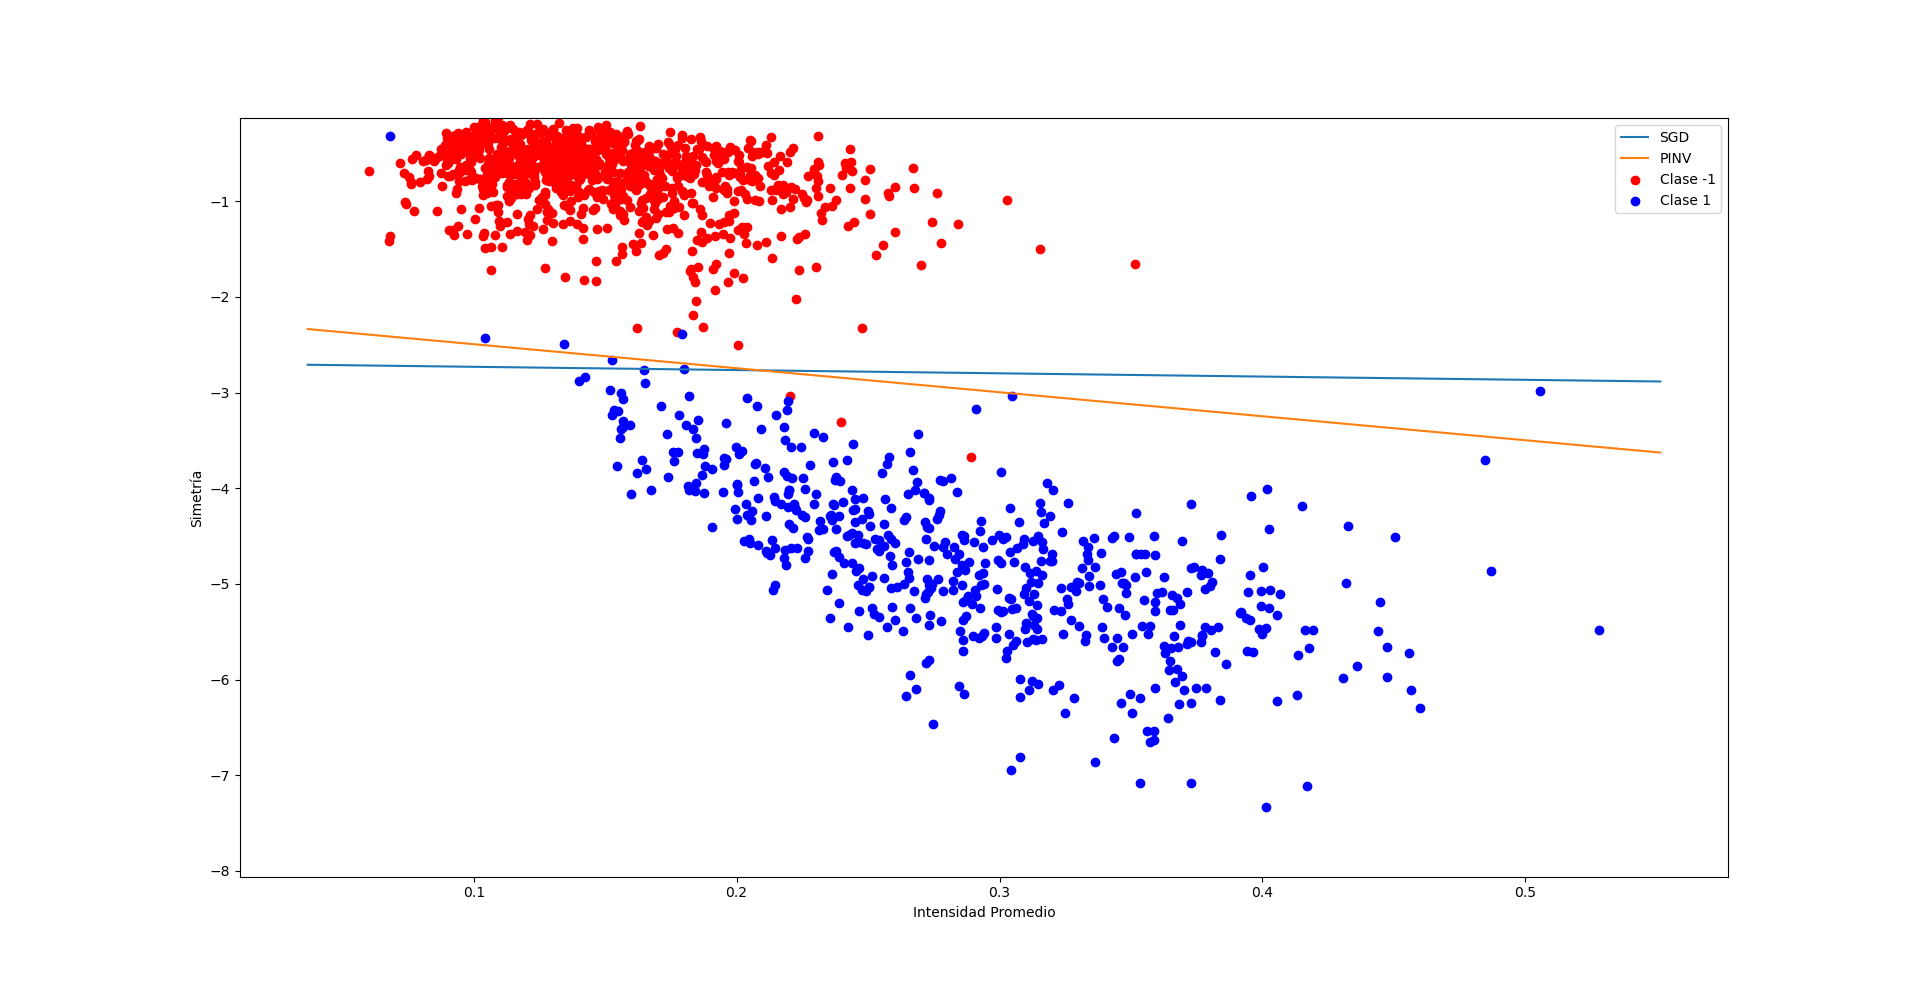 SGD
PINV
Clase -1
Clase 1
−1
−2
−3
−4
−5
−6
−7
−8
Simetría
0.1
0.2
0.3
0.4
0.5
Intensidad Promedio